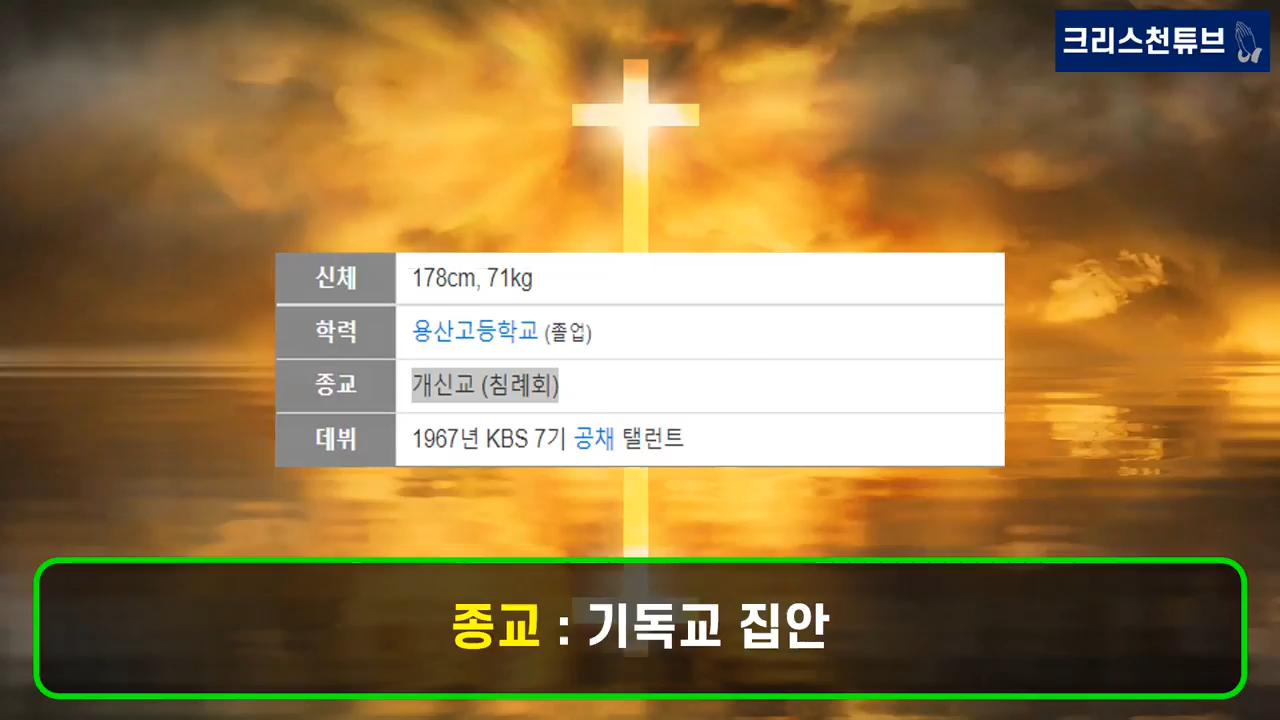 크리스천튜브
신체 178cm, 71kg
학력 용산고등학교 (졸업)
종교 개신교 (침례회)
데뷔 1967년 KBS 7기 공채 탤런트
종교 : 기독교 집안